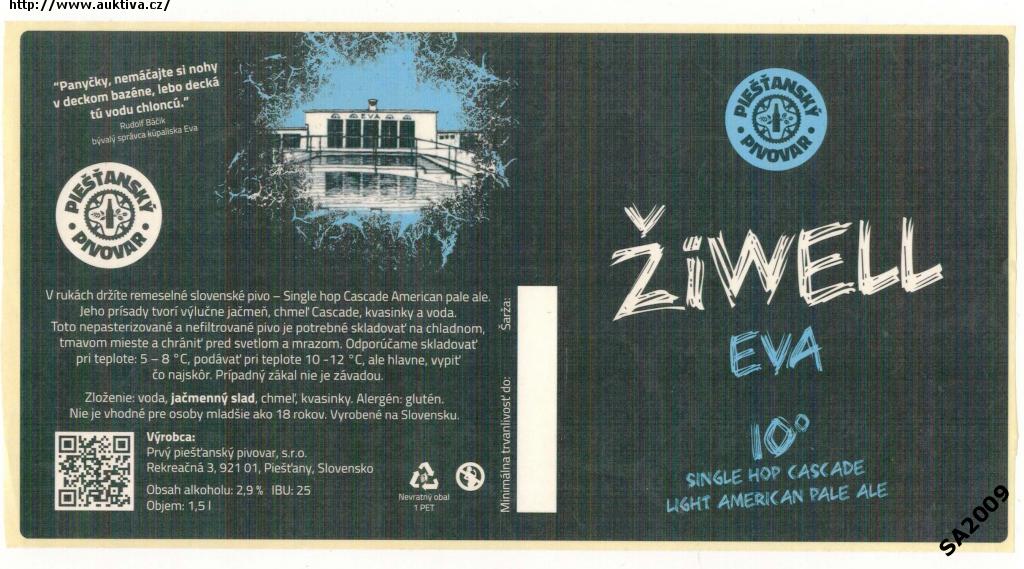 http://www.auktiva.cz/
“Panyčky, nemáčajte si nohy
v deckom bazéne, lebo decká
tú vodu chloncú.”
Rudolf Báčik
bývalý správca kúpaliska Eva
EVA
PIEŠŤANSKÝ
PIVOVAR
V rukách držíte remeselné slovenské pivo – Single hop Cascade American pale ale.
Jeho prísady tvorí výlučne jačmeň, chmeľ Cascade, kvasinky a voda.
Toto nepasterizované a nefiltrované pivo je potrebné skladovať na chladnom,
tmavom mieste a chrániť pred svetlom a mrazom. Odporúčame skladovať
pri teplote: 5 – 8 °C, podávať pri teplote 10 -12 °C, ale hlavne, vypiť
čo najskôr. Prípadný zákal nie je závadou.
Zloženie: voda, jačmenný slad, chmeľ, kvasinky. Alergén: glutén.
Nie je vhodné pre osoby mladšie ako 18 rokov. Vyrobené na Slovensku.
Výrobca:
Prvý piešťanský pivovar, s.r.o.
Rekreačná 3, 921 01, Piešťany, Slovensko
Obsah alkoholu: 2,9 % IBU: 25
Objem: 1,5 l
Nevratný obal
1 PET
Minimálna trvanlivosť do:
Šarža:
PIEŠŤANSKÝ
PIVOVAR
ŽiWELL
EVA
10°
SINGLE HOP CASCADE
LIGHT AMERICAN PALE ALE
SA2009